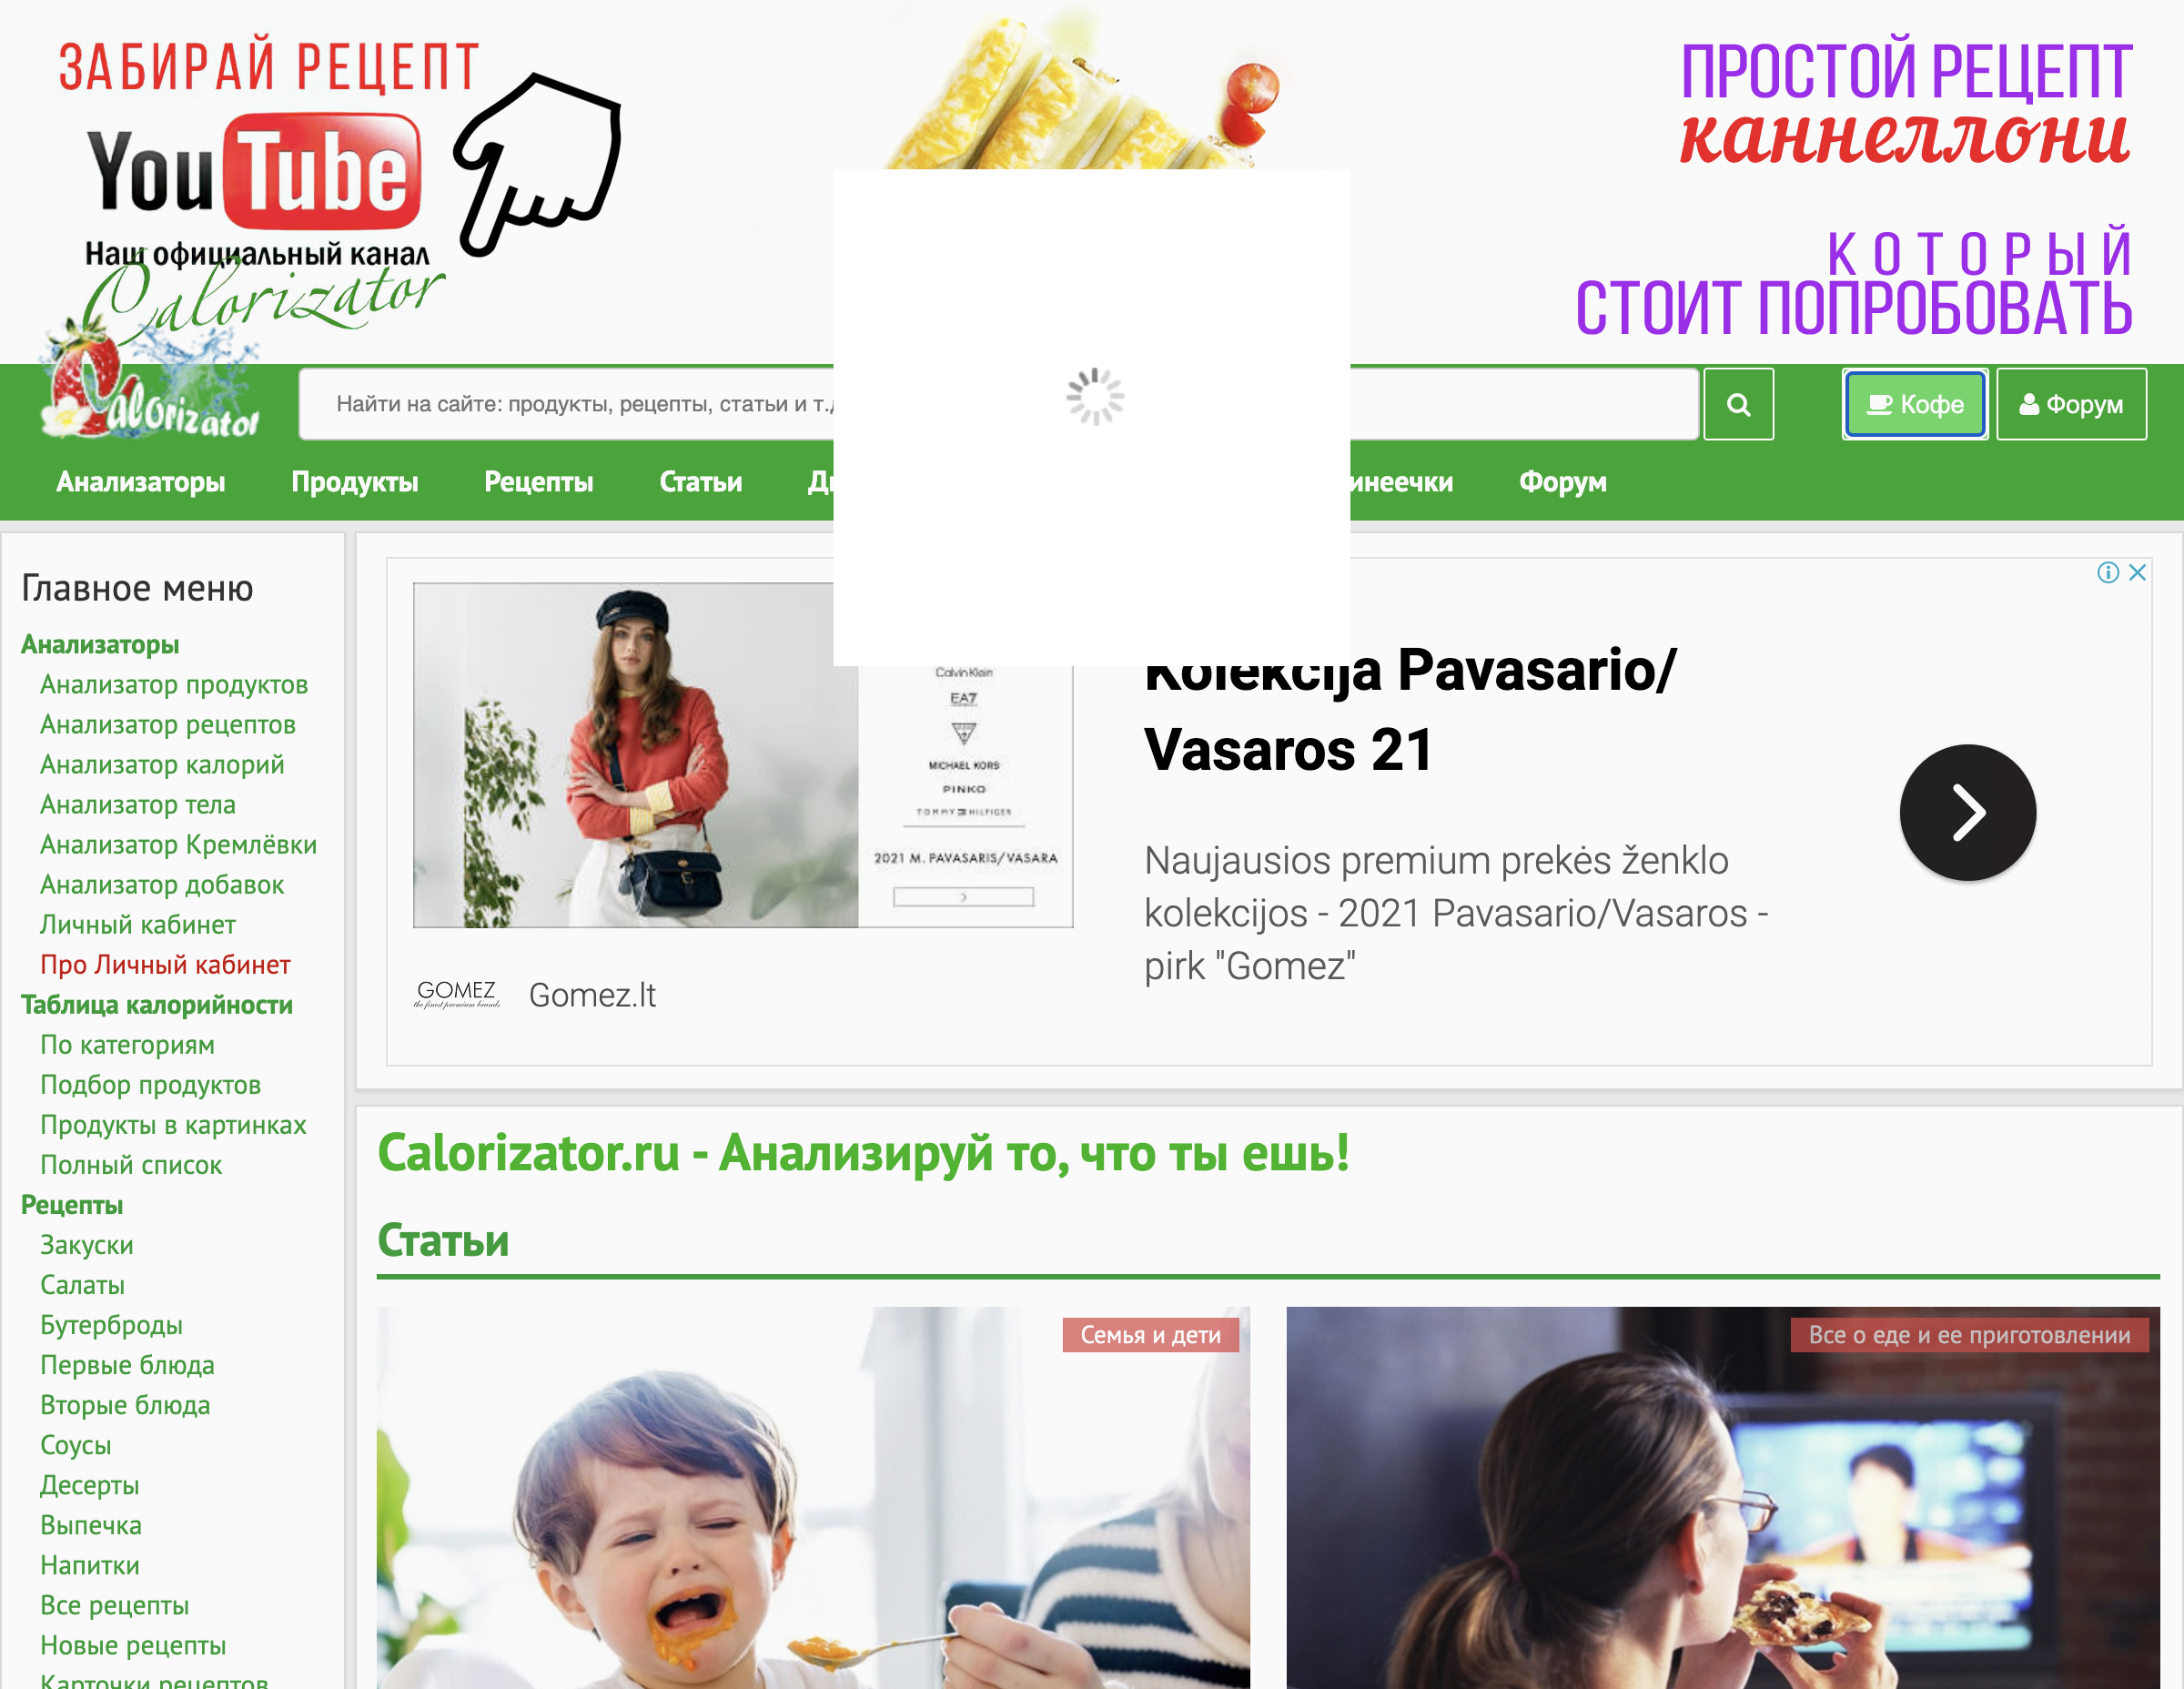 ЗАБИРАЙ РЕЦЕПТ
YouTube
Наш официальный канал
Calorizator
ПРОСТОЙ РЕЦЕПТ
каннеллони
КОТОРЫЙ
СТОИТ ПОПРОБОВАТЬ
Calorizator
Найти на сайте: продукты, рецепты, статьи и т.
Кофе
Форум
Анализаторы
Продукты
Рецепты
Статьи
инеечки
Форум
Главное меню
Анализаторы
Анализатор продуктов
Анализатор рецептов
Анализатор калорий
Анализатор тела
Анализатор Кремлёвки
Анализатор добавок
Личный кабинет
Про Личный кабинет
Таблица калорийности
По категориям
Подбор продуктов
Продукты в картинках
Полный список
Рецепты
Закуски
Салаты
Бутерброды
Первые блюда
Вторые блюда
Соусы
Десерты
Выпечка
Напитки
Все рецепты
Новые рецепты
Карточки рецептов
Calvin Klein
EA7
MICHAEL KORS
PINKO
TOMMY HILFIGER
2021 M. PAVASARIS/VASARA
GOMEZ
the finest premium brands
Gomez.lt
Kolekcija Pavasario/
Vasaros 21
Naujausios premium prekės ženklo
kolekcijos - 2021 Pavasario/Vasaros -
pirk "Gomez"
Calorizator.ru - Анализируй то, что ты ешь!
Статьи
Семья и дети
Все о еде и ее приготовлении